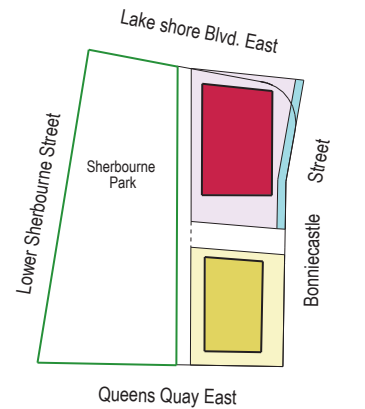 Lake shore Blvd. East
Lower Sherbourne Street
Sherbourne
Park
Bonniecastle Street
Queens Quay East